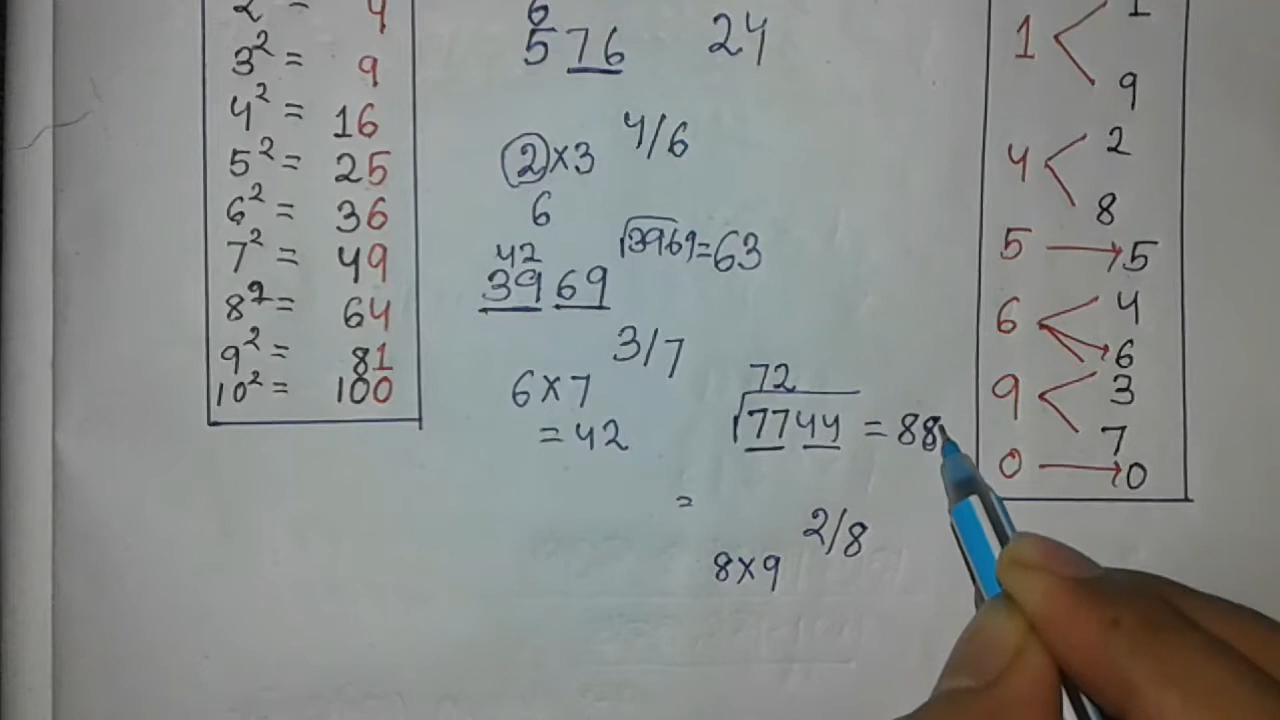 2² = 4
3² = 9
4² = 16
5² = 25
6² = 36
7² = 49
8² = 64
9² = 81
10² = 100
6
576 24
②×3 4/6
6
42
3969 √3969=63
3/7
6×7
=42
72
√7744 = 88
=
2/8
8×9
1 1
9
4 2
8
5 → 5
6 4
6
9 3
7
0 → 0